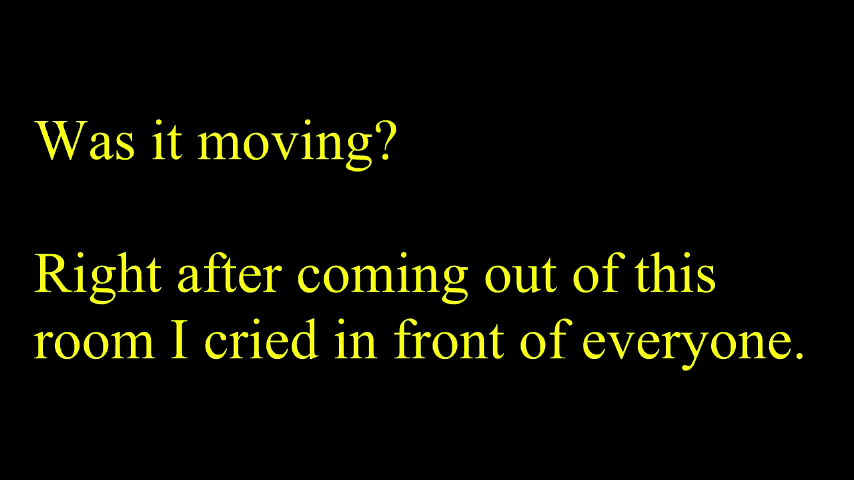 Was it moving?
Right after coming out of this
room I cried in front of everyone.